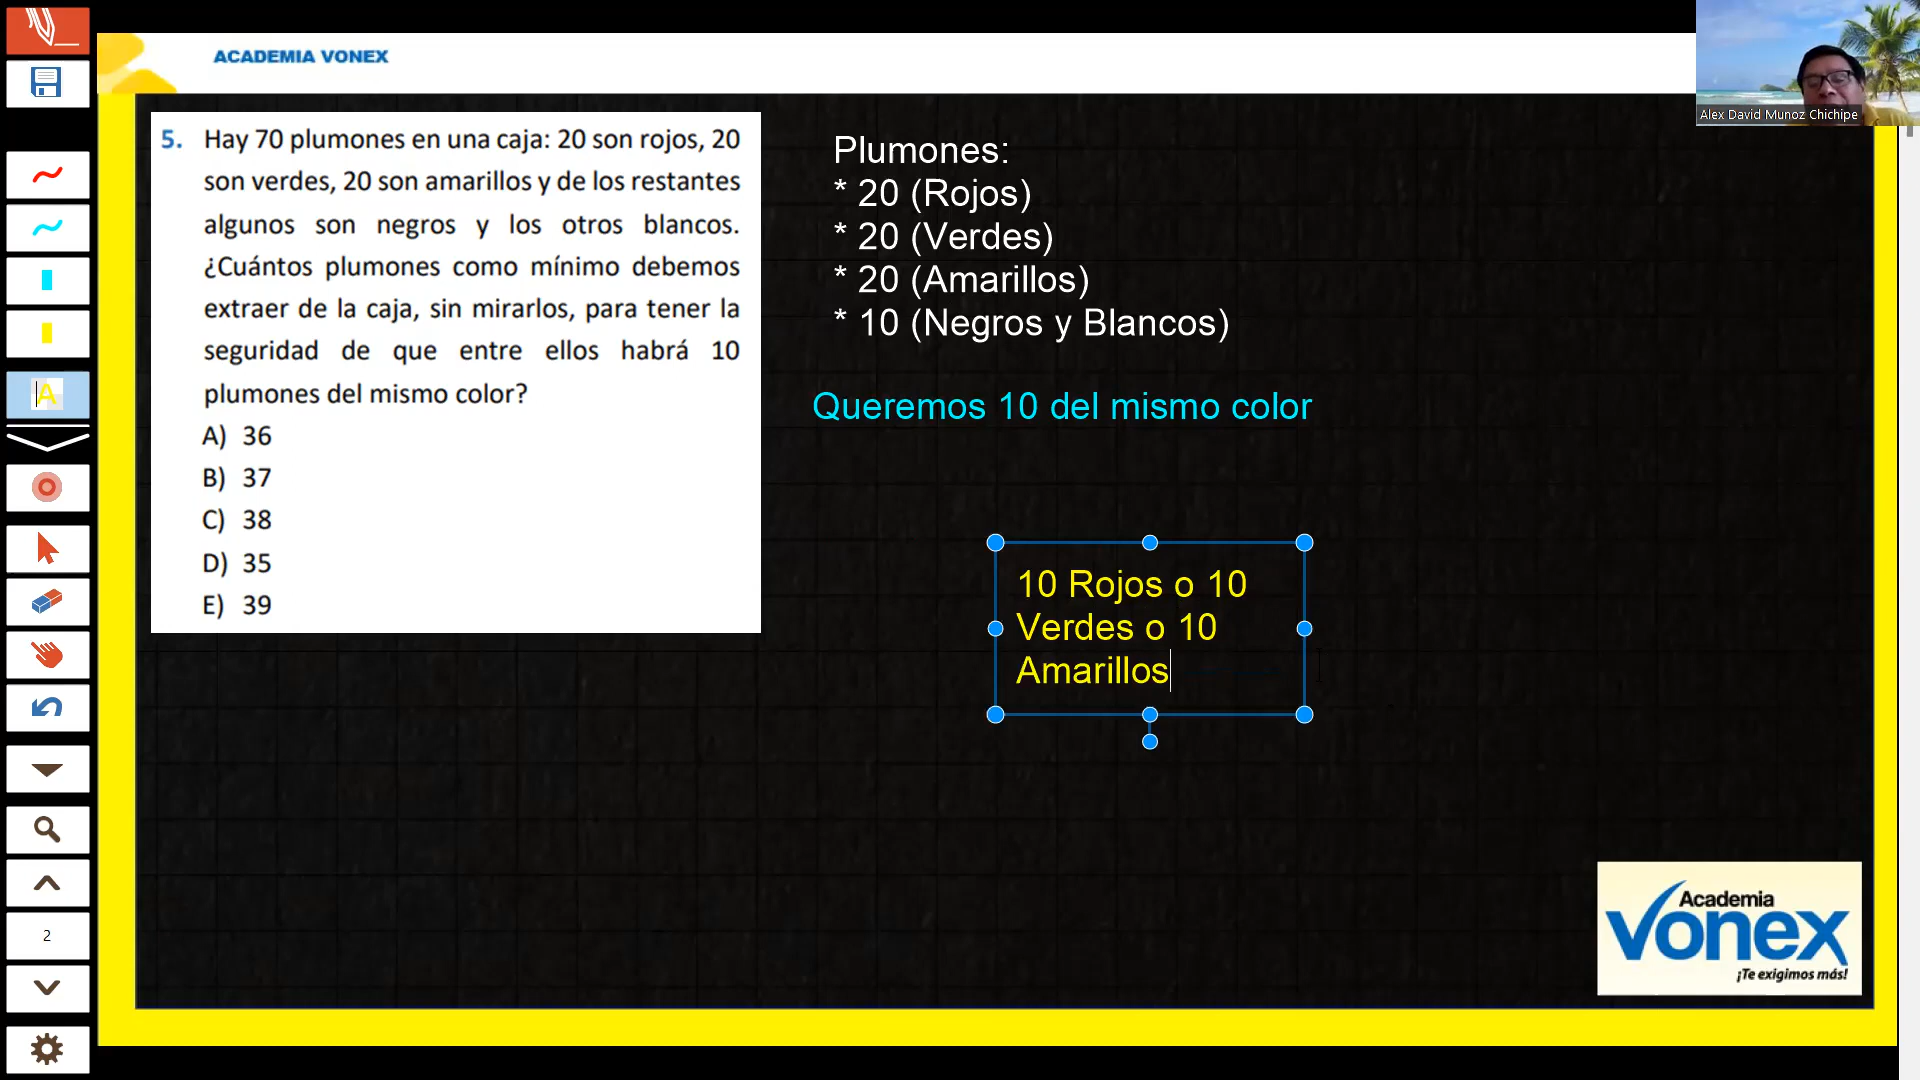 ACADEMIA VONEX
Alex David Munoz Chichipe
5. Hay 70 plumones en una caja: 20 son rojos, 20
son verdes, 20 son amarillos y de los restantes
algunos son negros y los otros blancos.
¿Cuántos plumones como mínimo debemos
extraer de la caja, sin mirarlos, para tener la
seguridad de que entre ellos habrá 10
plumones del mismo color?
A) 36
B) 37
C) 38
D) 35
E) 39
Plumones:
* 20 (Rojos)
* 20 (Verdes)
* 20 (Amarillos)
* 10 (Negros y Blancos)
Queremos 10 del mismo color
10 Rojos o 10
Verdes o 10
Amarillos
A
2
Academia
Vonex
¡Te exigimos más!